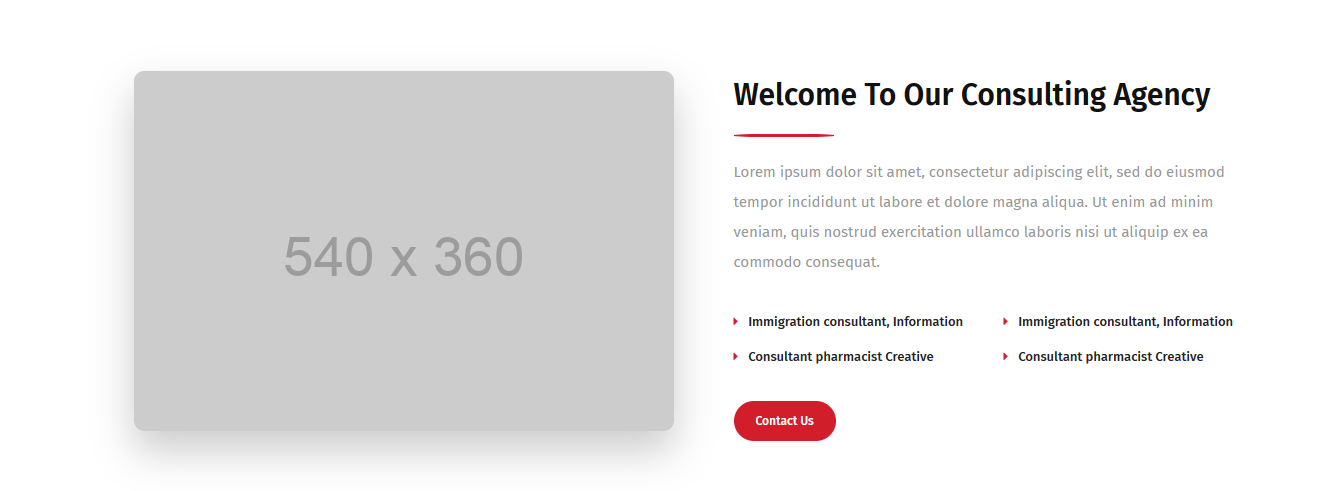 540 x 360
Welcome To Our Consulting Agency
Lorem ipsum dolor sit amet, consectetur adipiscing elit, sed do eiusmod
tempor incididunt ut labore et dolore magna aliqua. Ut enim ad minim
veniam, quis nostrud exercitation ullamco laboris nisi ut aliquip ex ea
commodo consequat.
Immigration consultant, Information
Immigration consultant, Information
Consultant pharmacist Creative
Consultant pharmacist Creative
Contact Us